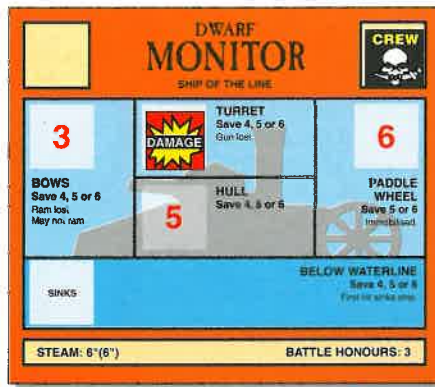 DWARF
MONITOR
SHIP OF THE LINE
CREW
3
BOWS
Save 4, 5 or 6
Ram lost
May not ram
DAMAGE
TURRET
Save 4, 5 or 6
Gun lost
5
HULL
Save 4, 5 or 6
6
PADDLE
WHEEL
Save 5 or 6
Immobilised
SINKS
BELOW WATERLINE
Save 4, 5 or 6
First hit sinks ship
STEAM: 6"(6")
BATTLE HONOURS: 3